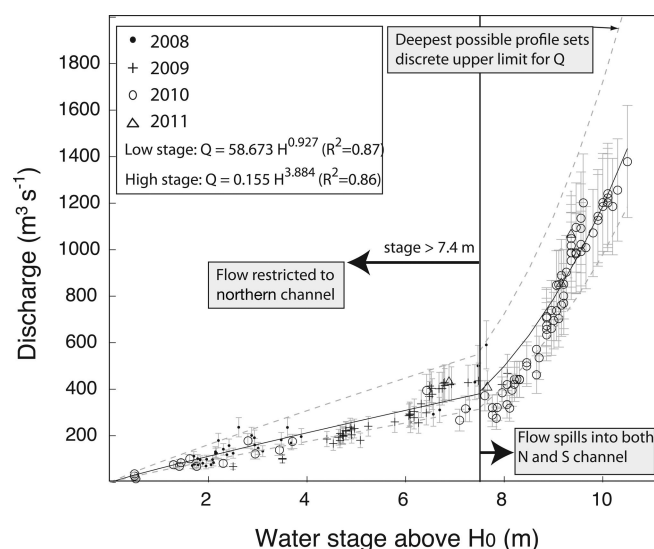 2008
2009
2010
2011
Low stage: Q = 58.673 H^0.927 (R²=0.87)
High stage: Q = 0.155 H^3.884 (R²=0.86)
Deepest possible profile sets
discrete upper limit for Q
stage > 7.4 m
Flow restricted to
northern channel
Flow spills into both
N and S channel
1800
1600
1400
1200
1000
800
600
400
200
2
4
6
8
10
Discharge (m³ s⁻¹)
Water stage above H0 (m)